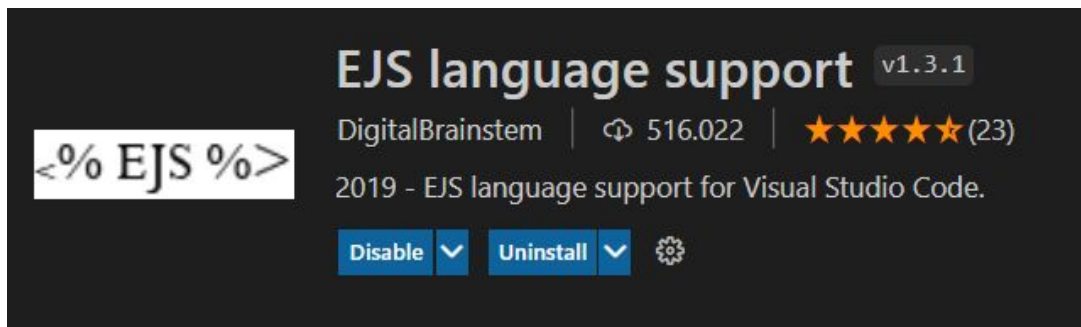 <% EJS %>
EJS language support v1.3.1
DigitalBrainstem 516.022 (23)
2019 - EJS language support for Visual Studio Code.
Disable Uninstall